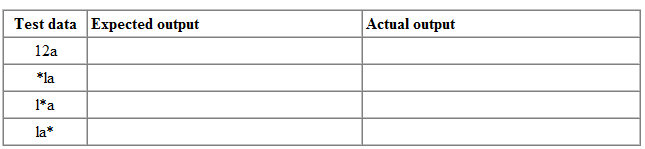 Test data Expected output Actual output
12a
*la
l*a
la*